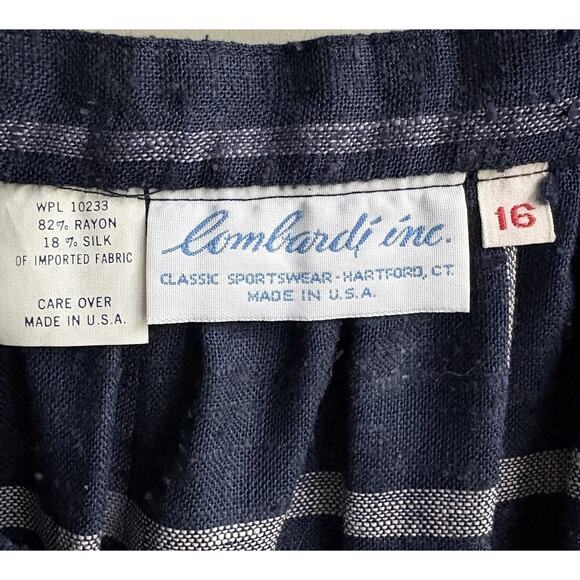 WPL 10233
82% RAYON
18 % SILK
OF IMPORTED FABRIC
CARE OVER
MADE IN U.S.A.
Lombardi inc.
CLASSIC SPORTSWEAR-HARTFORD, CT.
MADE IN U.S.A.
16